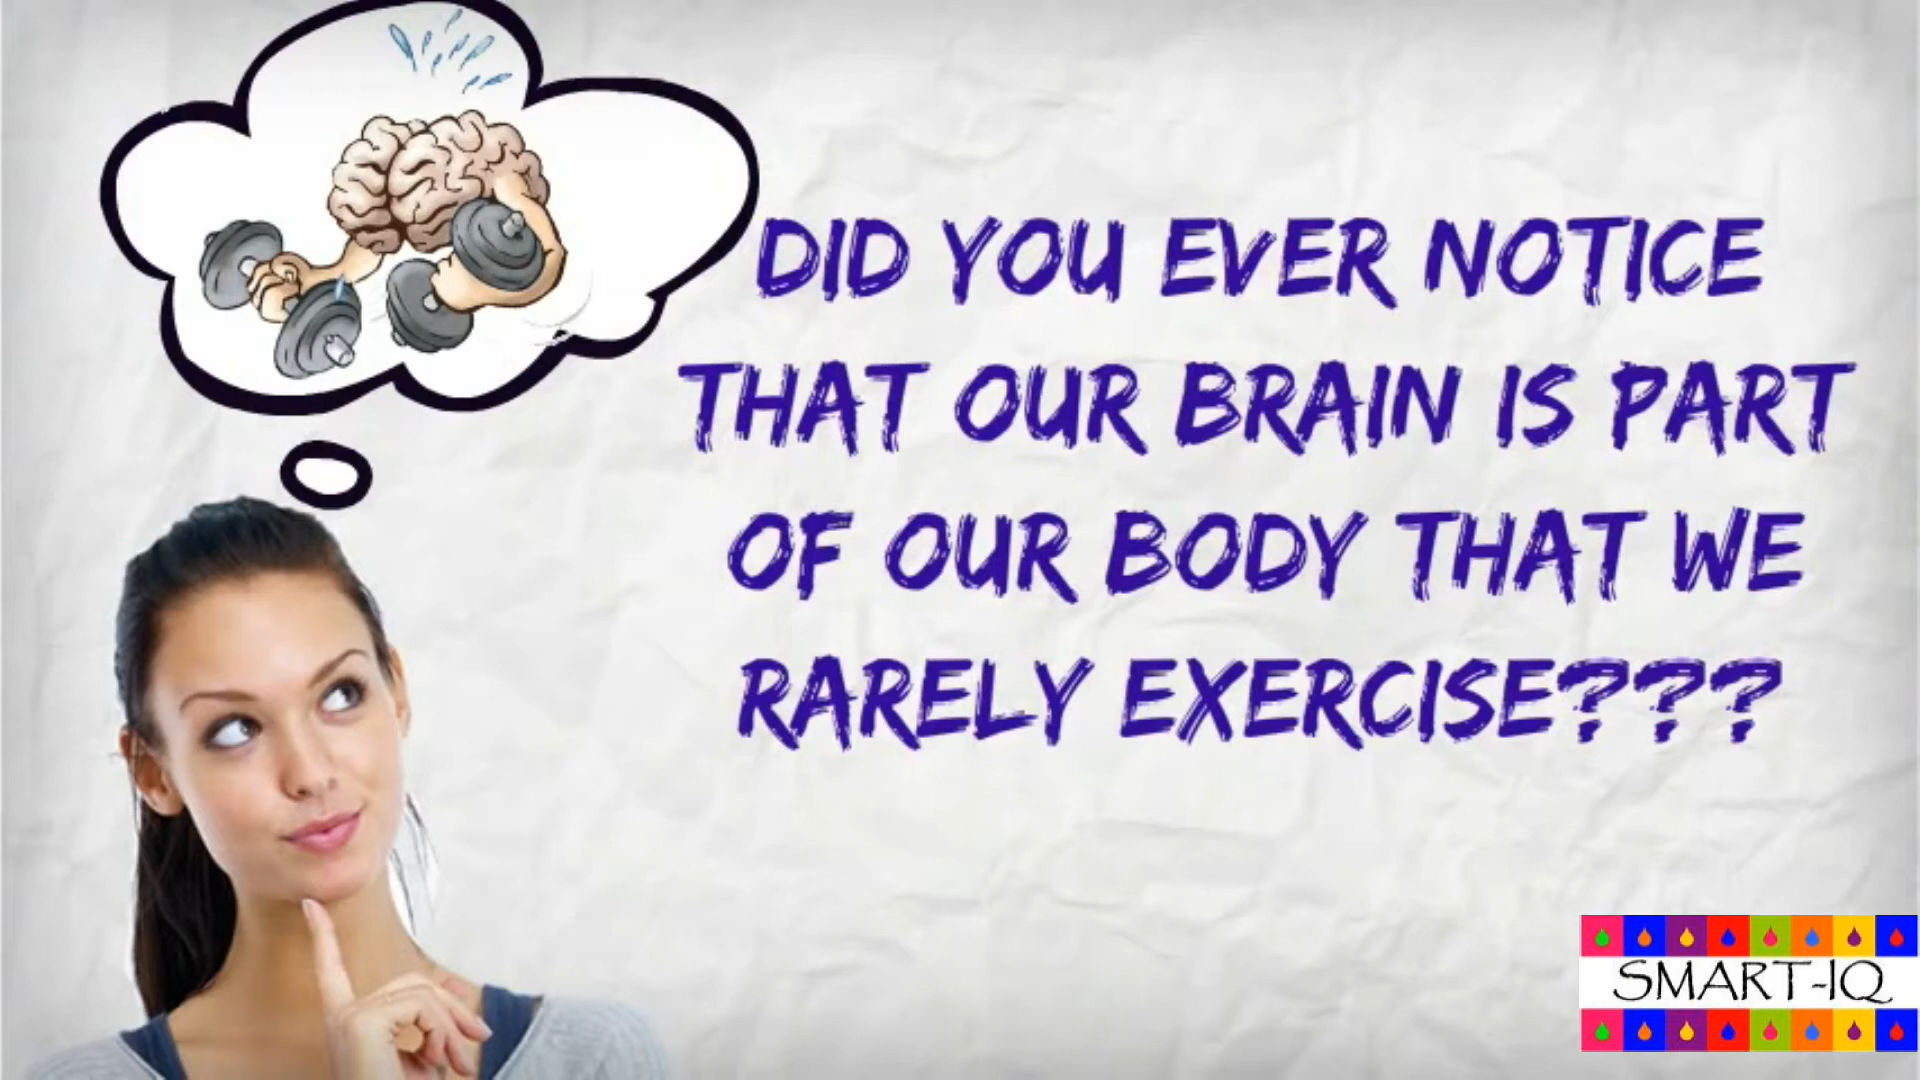 DID YOU EVER NOTICE
THAT OUR BRAIN IS PART
OF OUR BODY THAT WE
RARELY EXERCISE???
SMART-IQ